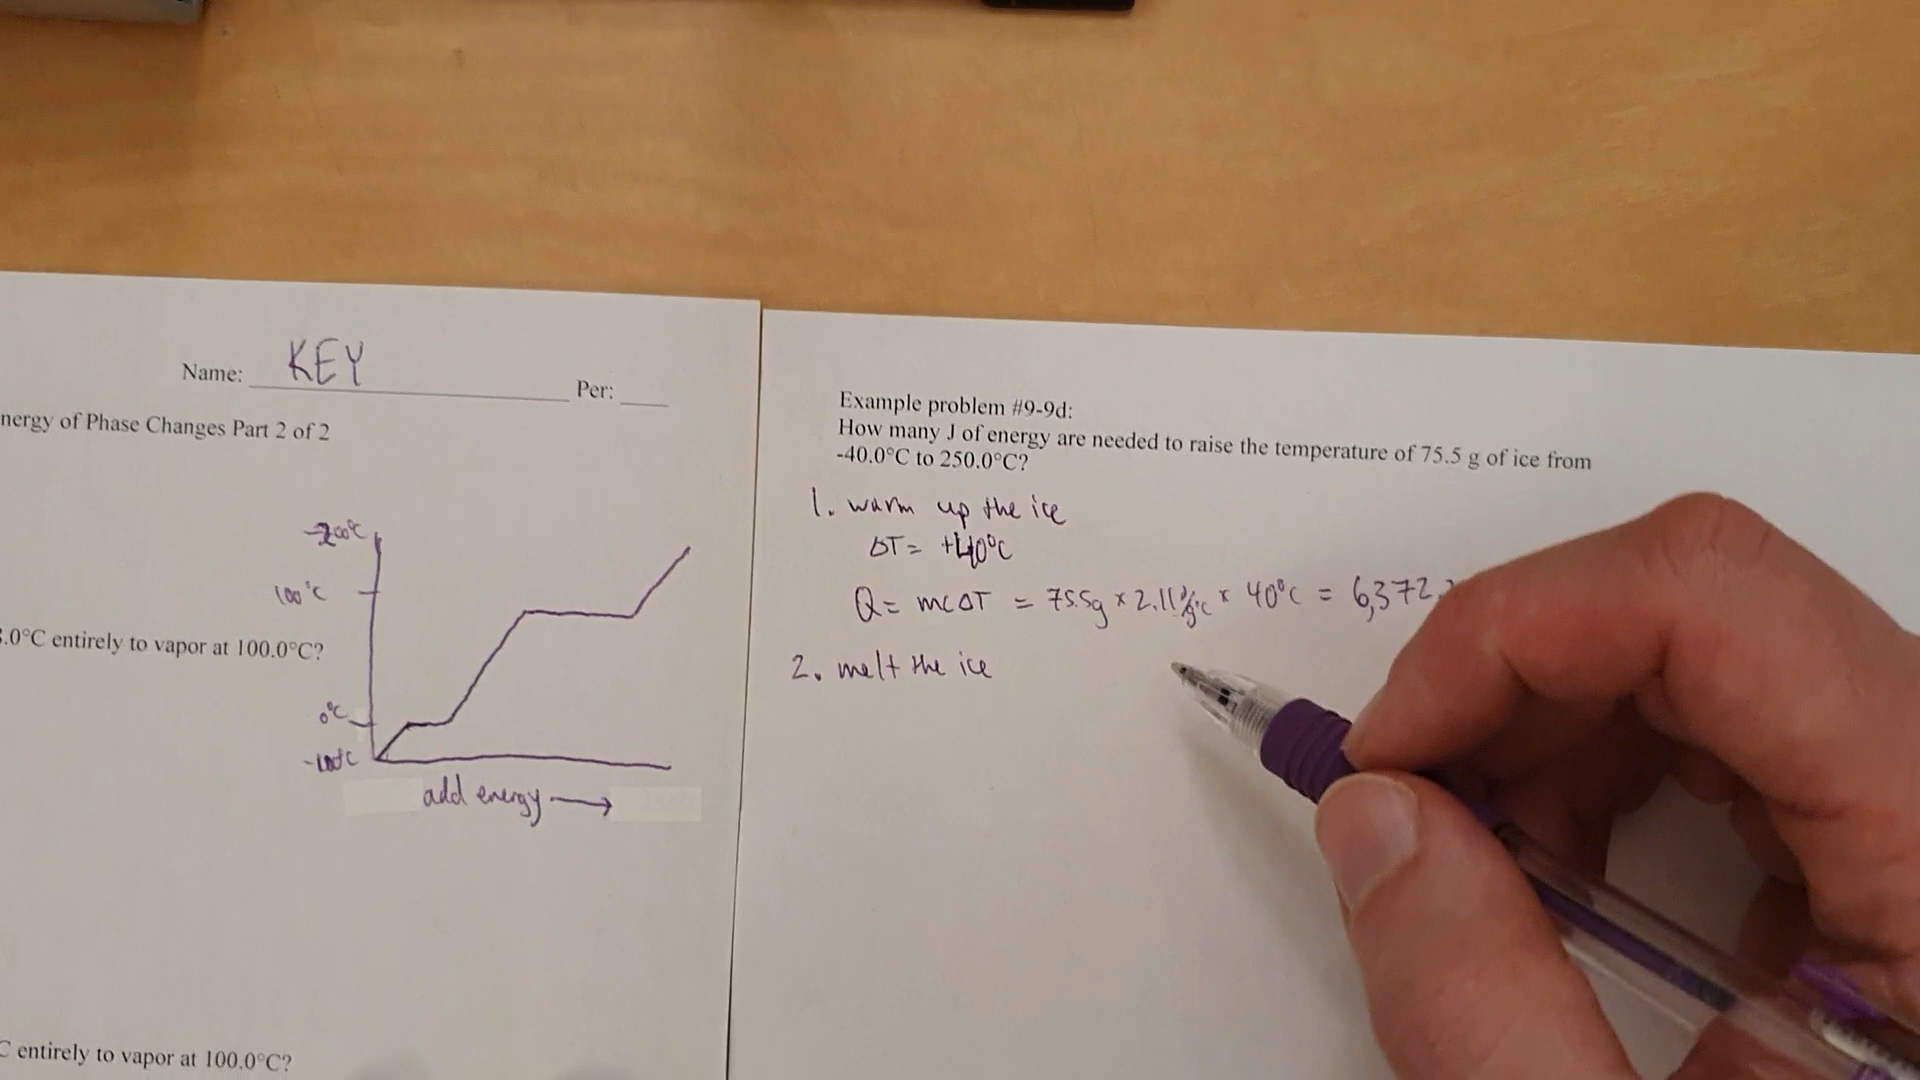 Name: KEY Per:
nergy of Phase Changes Part 2 of 2
100°C
.0°C entirely to vapor at 100.0°C?
0°C
-100°C
add energy →
C entirely to vapor at 100.0°C?
Example problem #9-9d:
How many J of energy are needed to raise the temperature of 75.5 g of ice from
-40.0°C to 250.0°C?
1. warm up the ice
ΔT= +40°C
Q= mcΔT = 75.5g × 2.11 J/g°C × 40°C = 6,372.
2. melt the ice